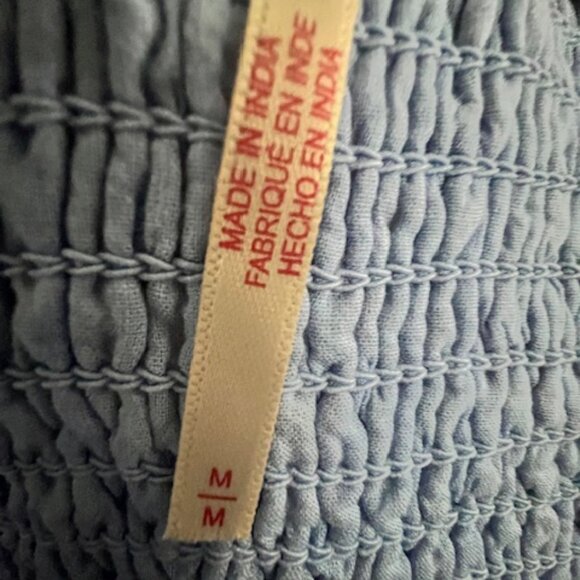 MADE IN INDIA
FABRIQUÉ EN INDE
HECHO EN INDIA
M
M